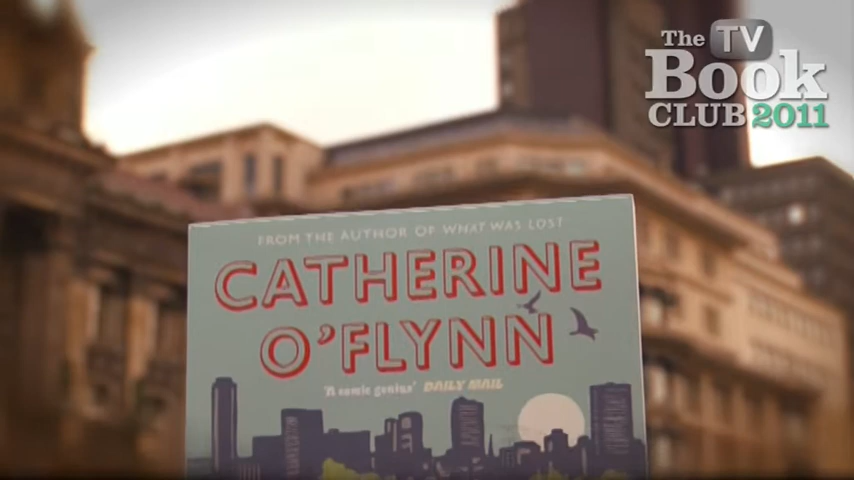 The TV
Book
CLUB 2011
FROM THE AUTHOR OF WHAT WAS LOST
CATHERINE
O'FLYNN
'A comic genius' DAILY MAIL